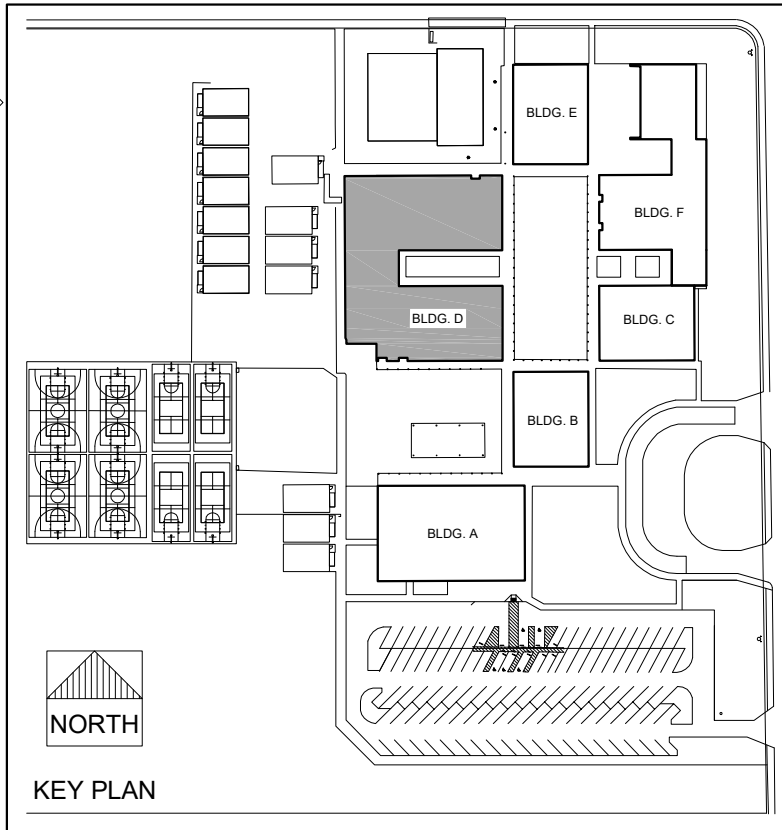 BLDG. E
BLDG. F
BLDG. D
BLDG. C
BLDG. B
BLDG. A
NORTH
KEY PLAN